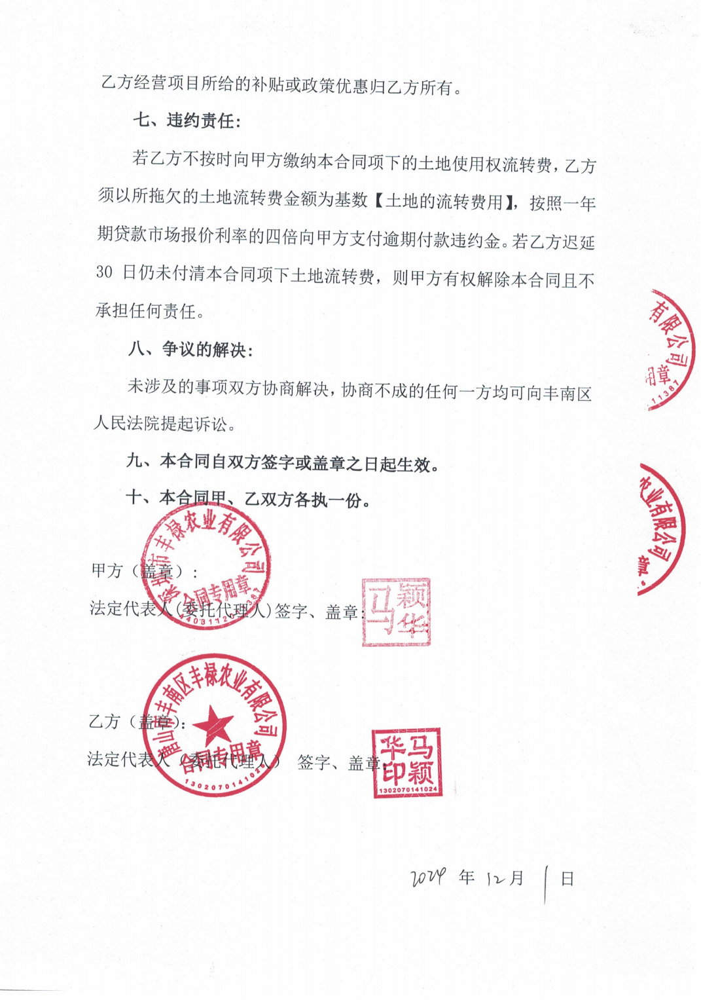 乙方经营项目所给的补贴或政策优惠归乙方所有。
七、违约责任:
若乙方不按时向甲方缴纳本合同项下的土地使用权流转费，乙方
须以所拖欠的土地流转费金额为基数【土地的流转费用】，按照一年
期贷款市场报价利率的四倍向甲方支付逾期付款违约金。若乙方迟延
30 日仍未付清本合同项下土地流转费，则甲方有权解除本合同且不
承担任何责任。
有限公司
用章
11387
八、争议的解决:
未涉及的事项双方协商解决，协商不成的任何一方均可向丰南区
人民法院提起诉讼。
九、本合同自双方签字或盖章之日起生效。
十、本合同甲、乙双方各执一份。
农业有限公司
章
深圳市丰禄农业有限公司
合同专用章
甲方（盖章）:
法定代表人(委托代理人)签字、盖章:
马颖华
唐山市丰南区丰禄农业有限公司
合同专用章
1302070141024
乙方（盖章）:
法定代表人（委托代理人） 签字、盖章:
华马
印颖
1302070141024
2024 年 12 月 1 日